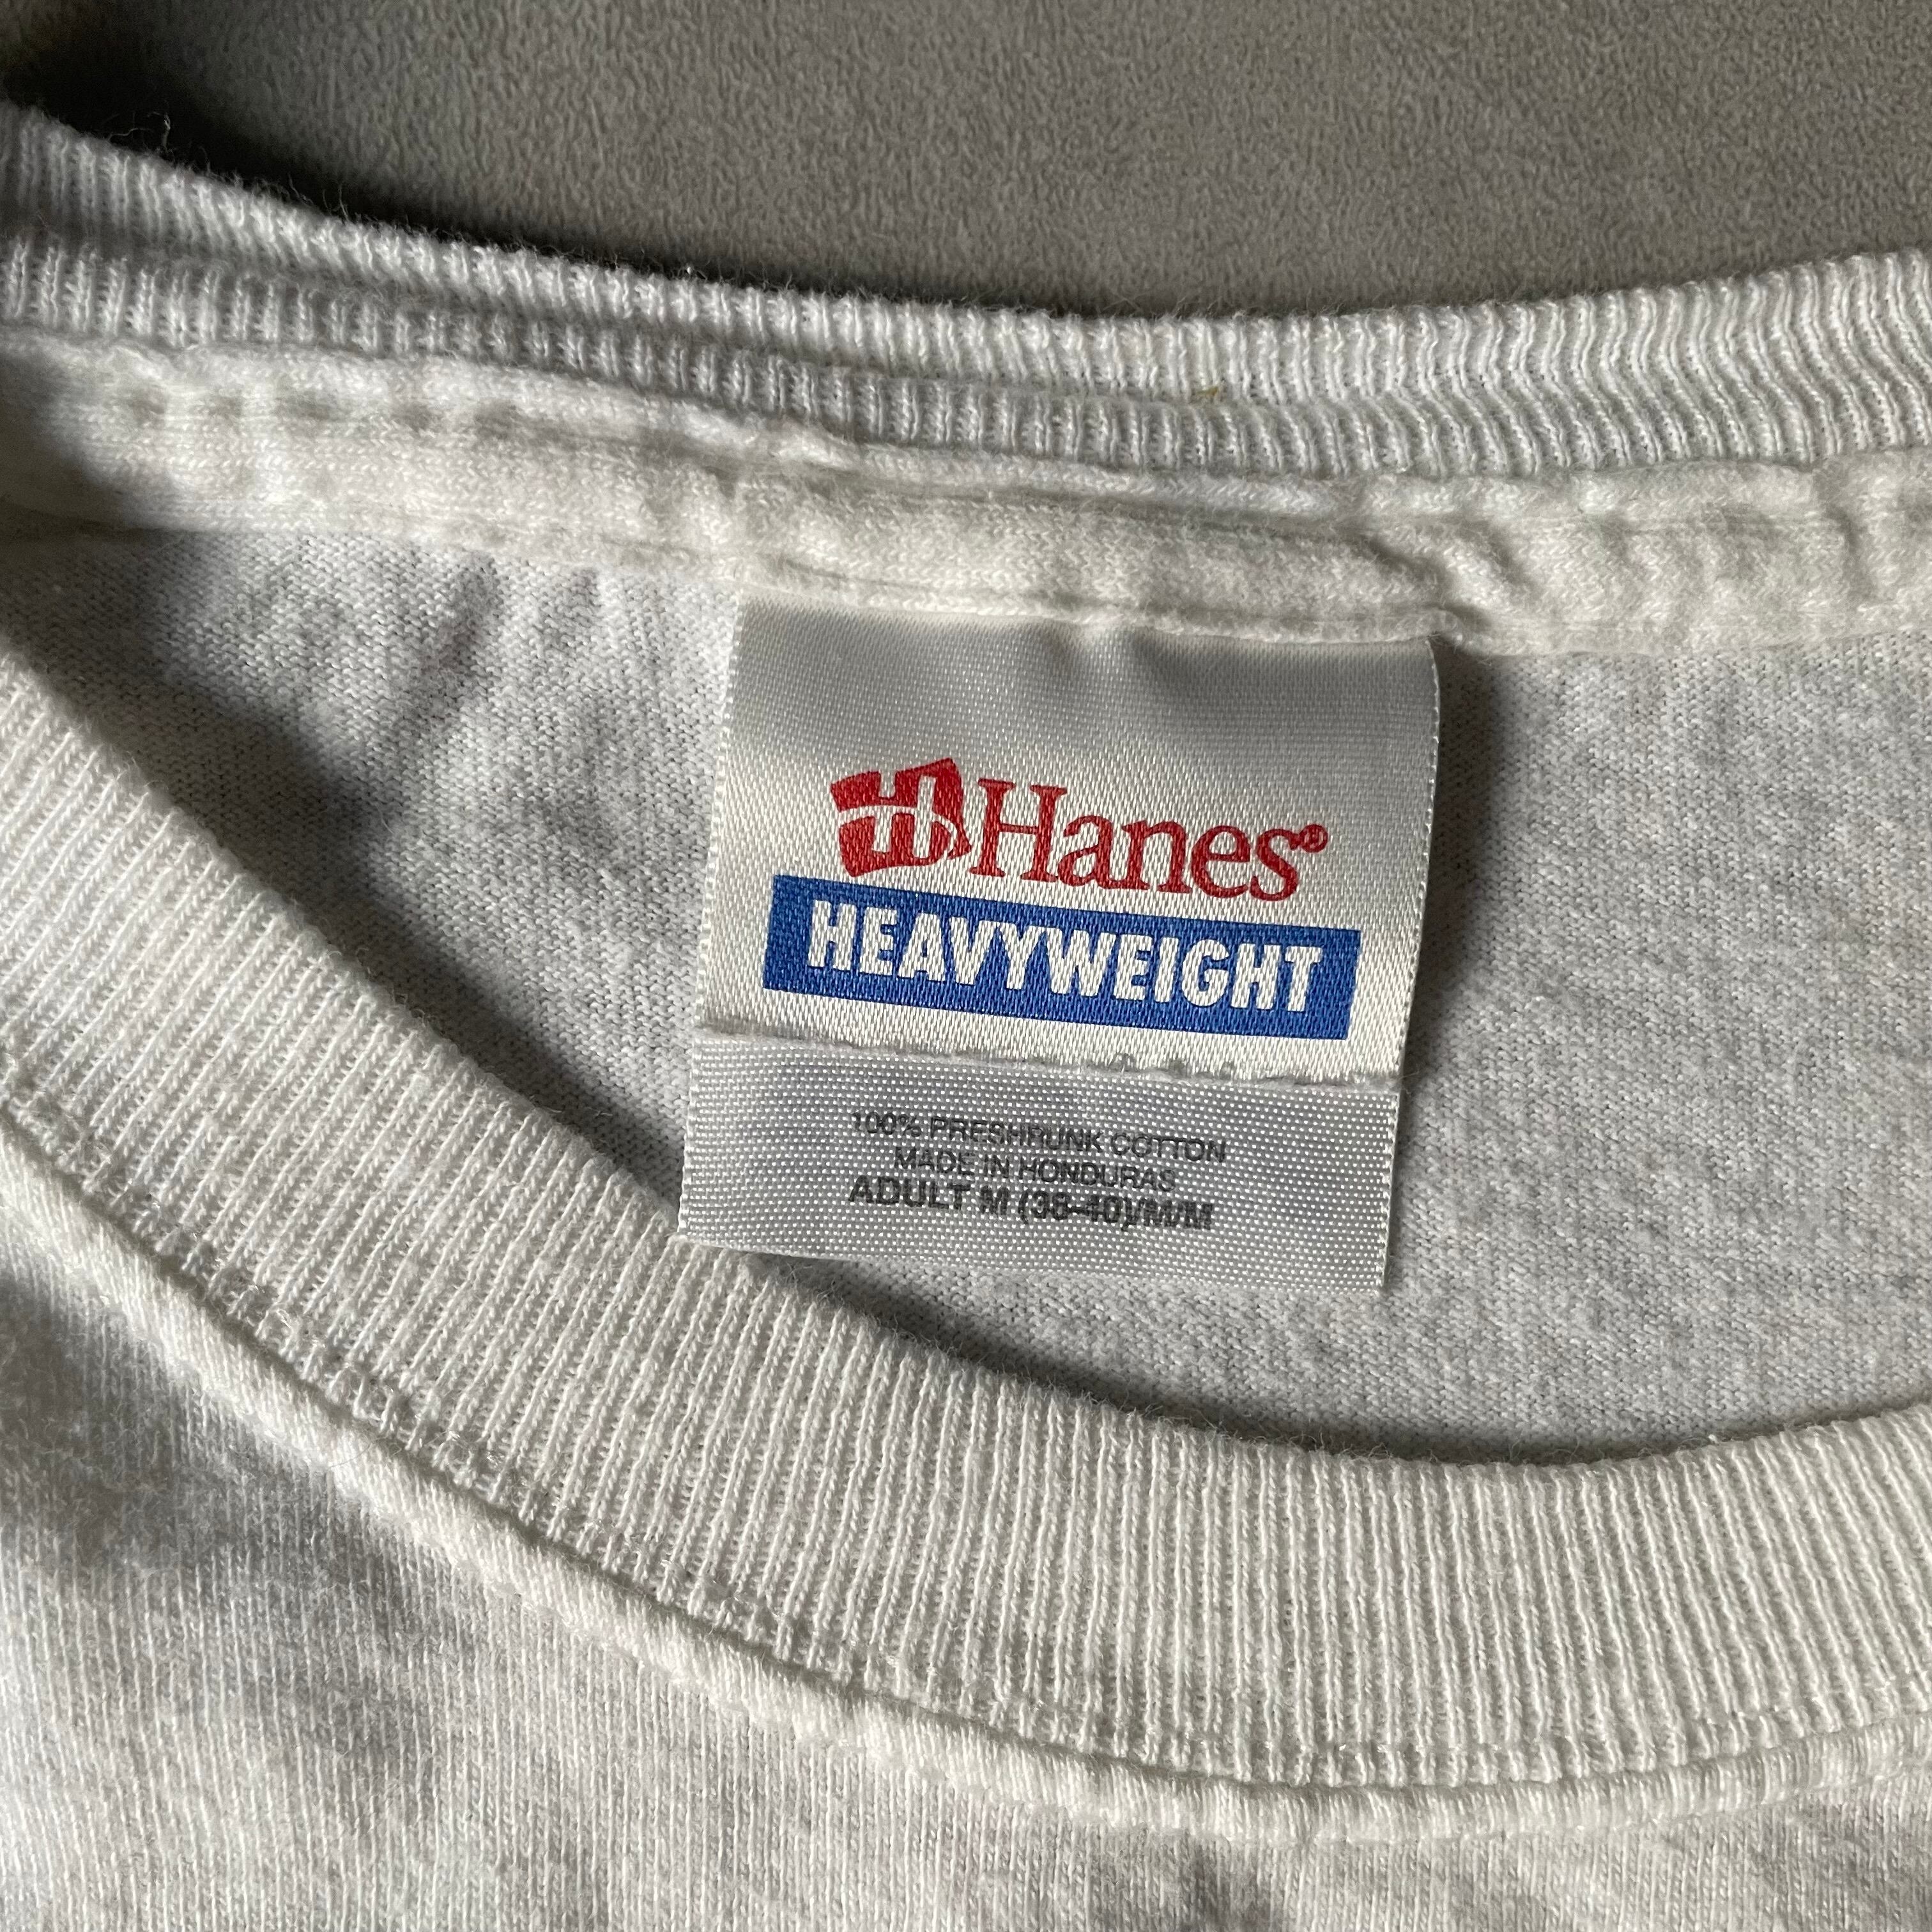 Hanes®
HEAVYWEIGHT
100% PRESHRUNK COTTON
MADE IN HONDURAS
ADULT M (38-40)/M/M